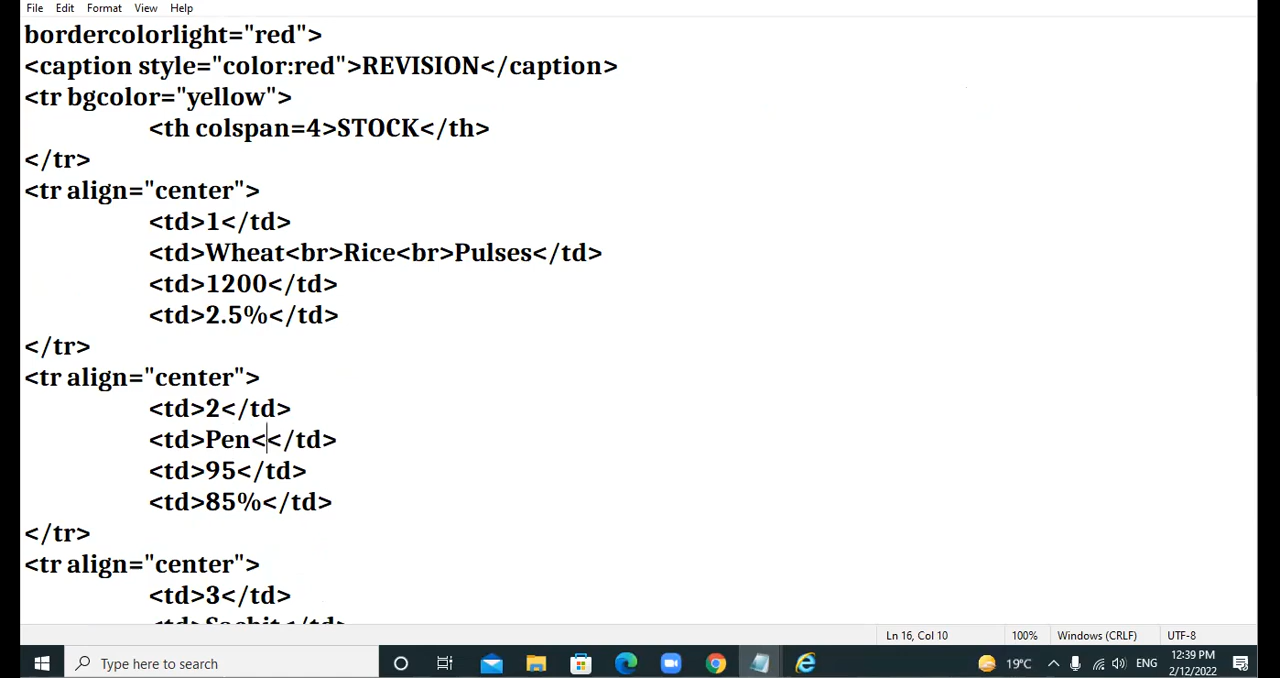 File Edit Format View Help
bordercolorlight="red">
<caption style="color:red">REVISION</caption>
<tr bgcolor="yellow">
<th colspan=4>STOCK</th>
</tr>
<tr align="center">
<td>1</td>
<td>Wheat<br>Rice<br>Pulses</td>
<td>1200</td>
<td>2.5%</td>
</tr>
<tr align="center">
<td>2</td>
<td>Pen<</td>
<td>95</td>
<td>85%</td>
</tr>
<tr align="center">
<td>3</td>
<td>Sachit</td>
Ln 16, Col 10 100% Windows (CRLF) UTF-8
Type here to search 19°C ENG 12:39 PM
2/12/2022